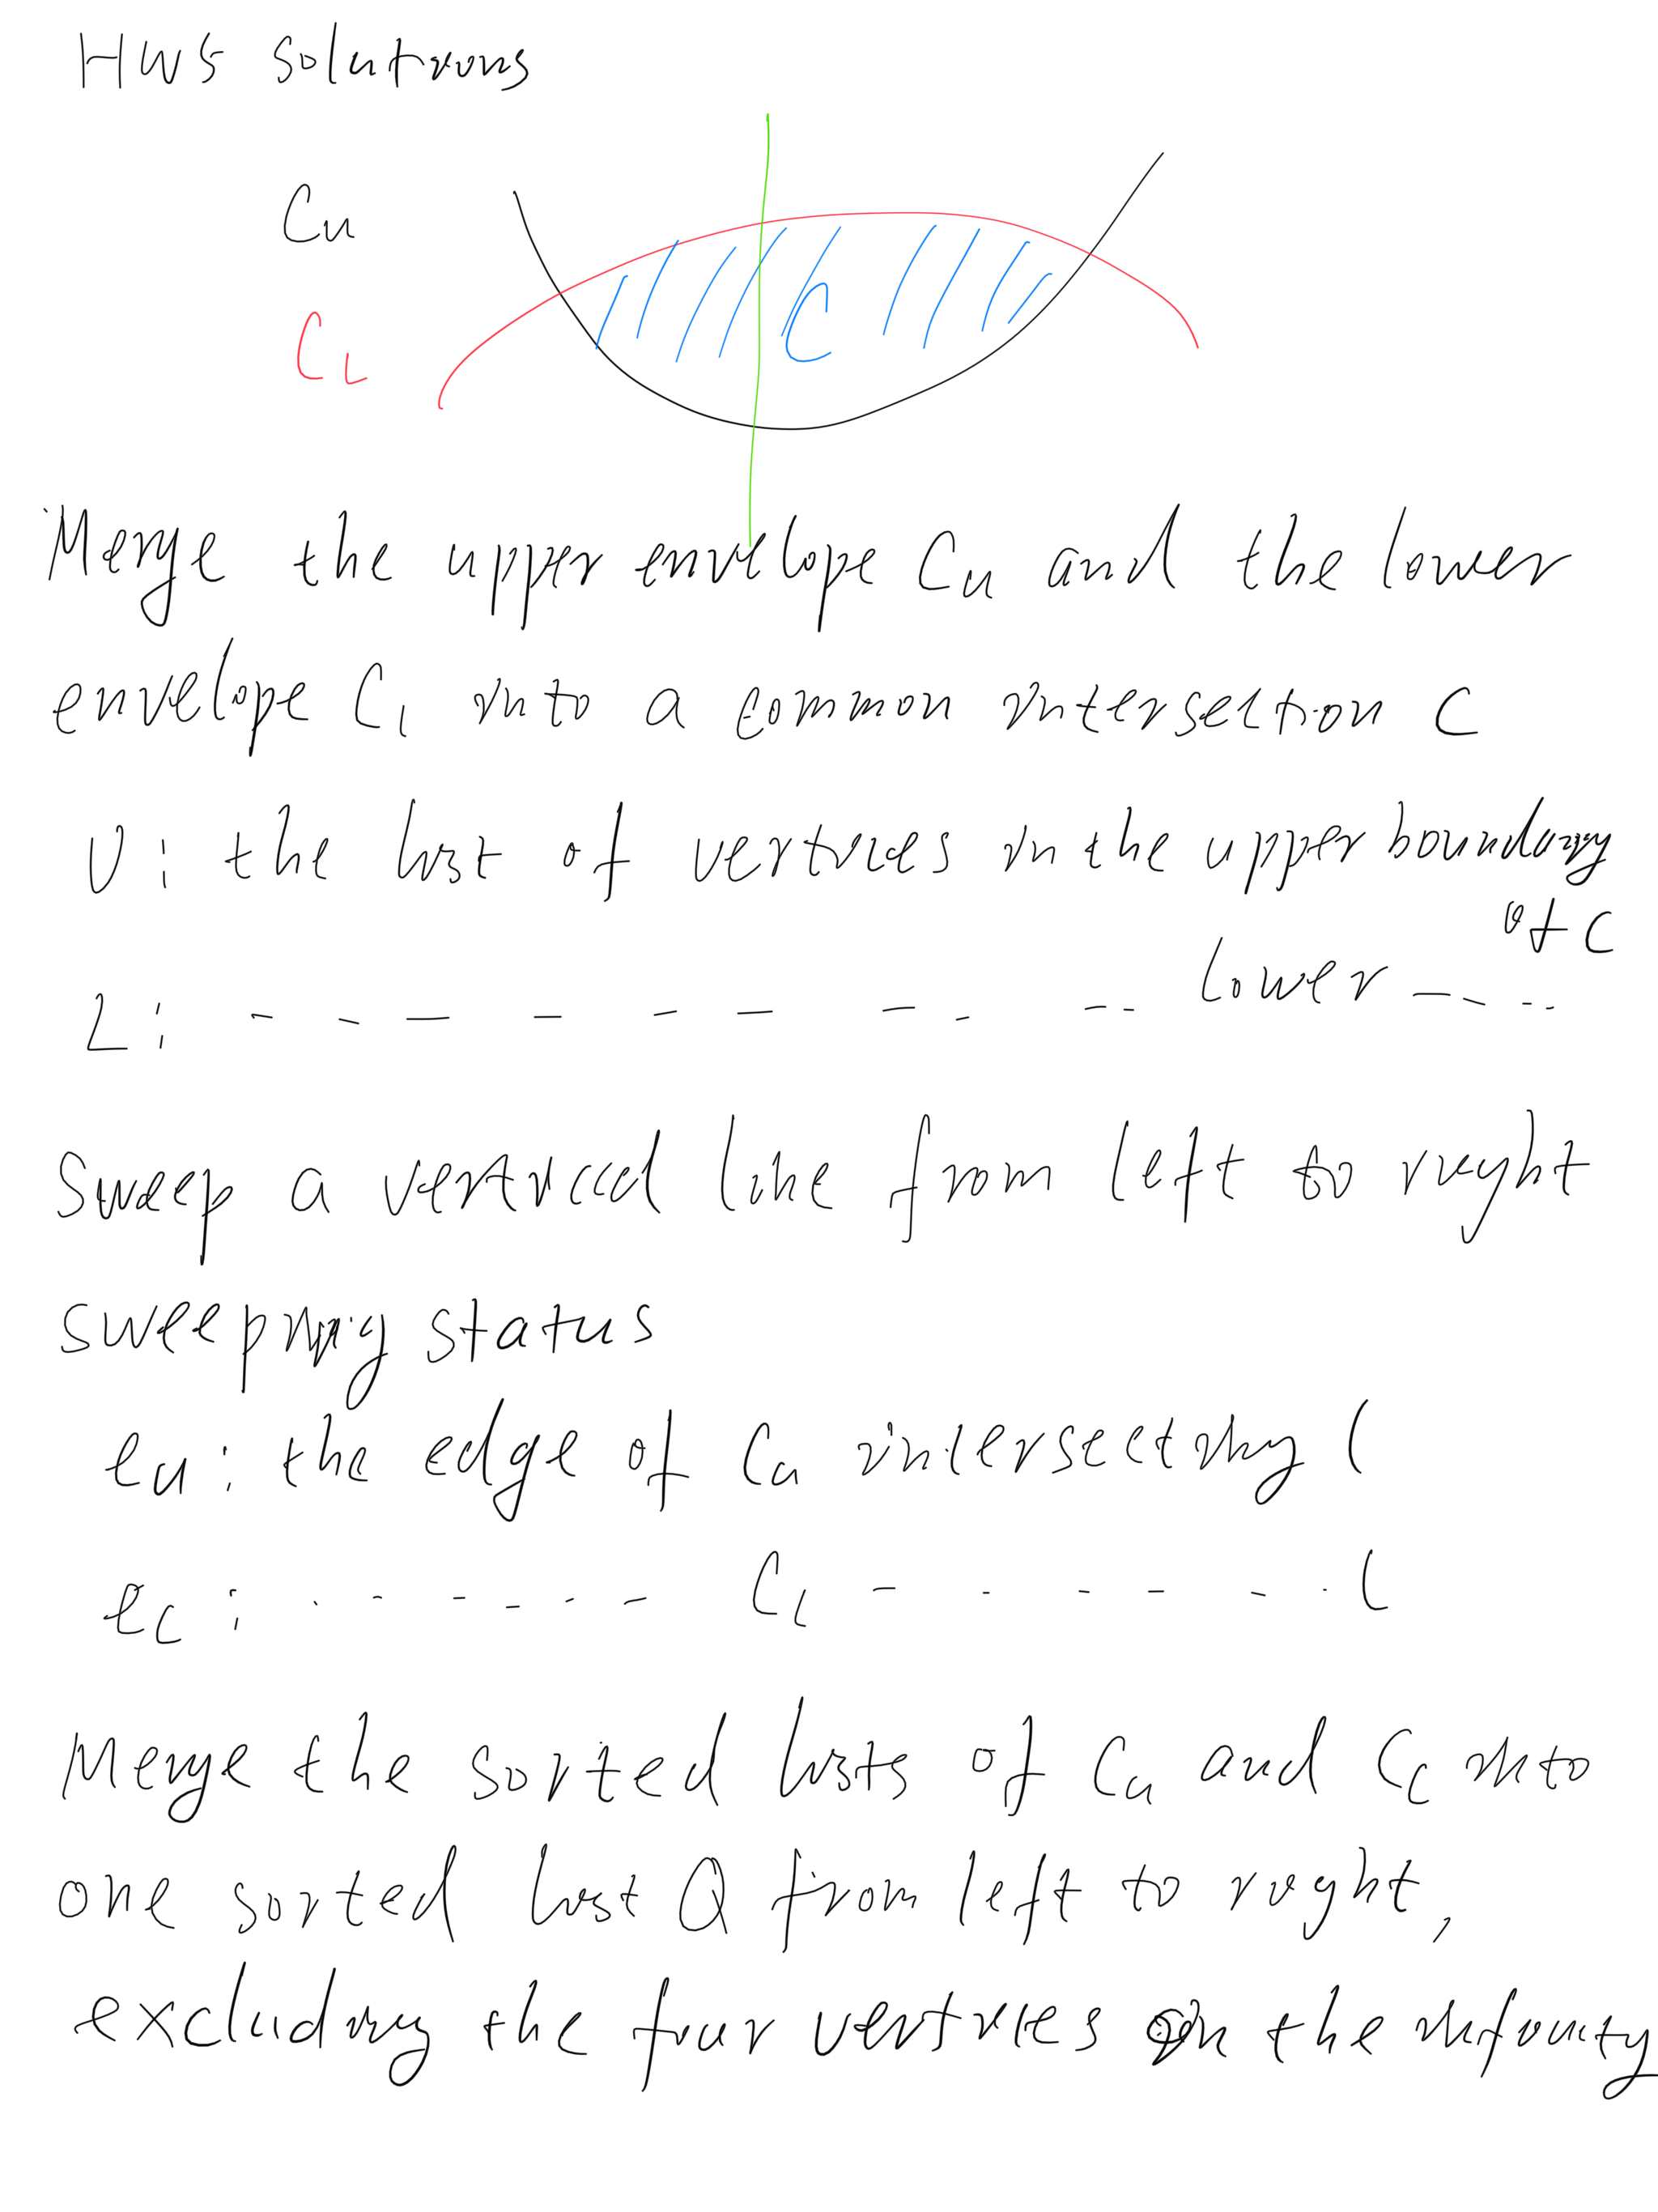 HW5 solutions
Cu
CL
C
Merge the upper envelope Cu and the lower
envelope CL into a common intersection C
U: the list of vertices in the upper boundary
of C
L: - - - - - - - - - lower - - - -
Sweep a vertical line from left to right
sweeping status
eu: the edge of Cu intersecting C
eL: - - - - - - CL - - - - - - C
Merge the sorted lists of Cu and CL into
one sorted list Q from left to right,
excluding the four vertices on the infinity